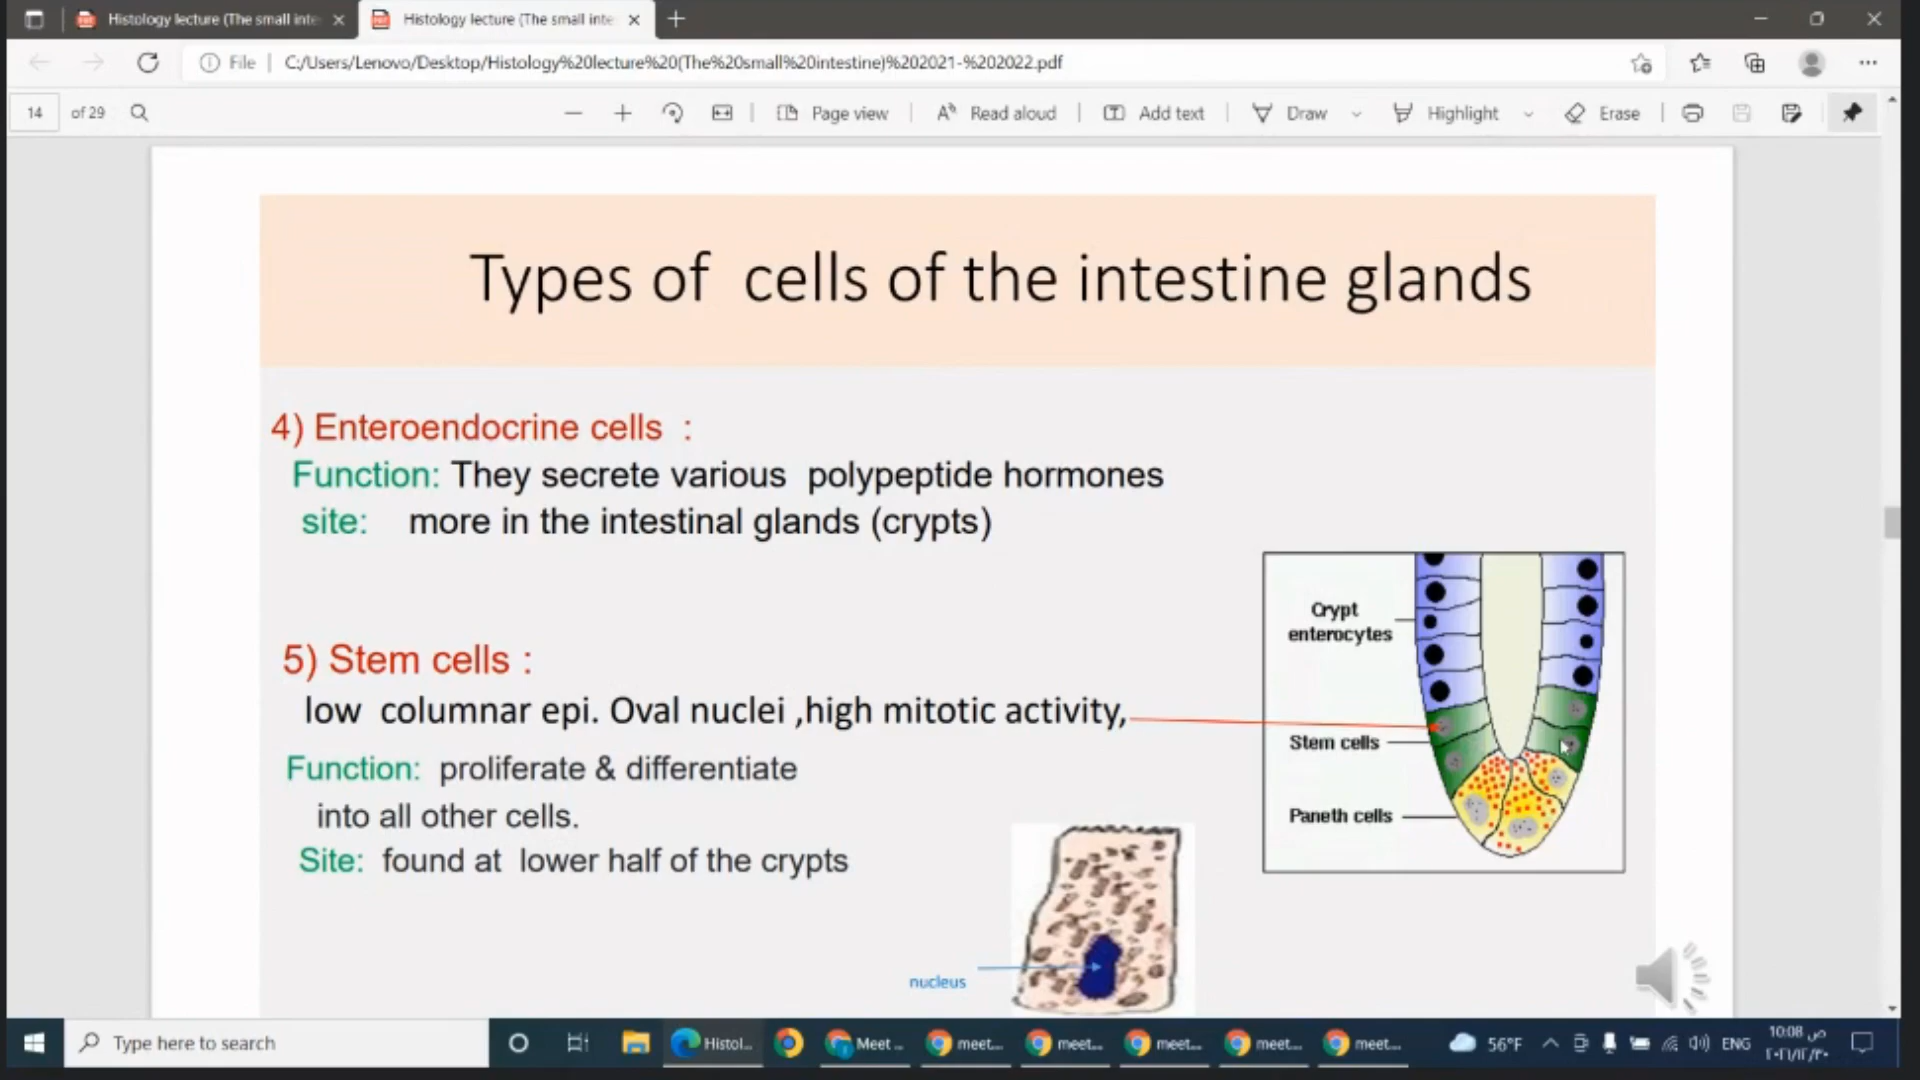 Histology lecture (The small inte
Histology lecture (The small inte
File
C:/Users/Lenovo/Desktop/Histology%20lecture%20(The%20small%20intestine)%202021-%202022.pdf
14 of 29
Page view
Read aloud
Add text
Draw
Highlight
Erase
Types of cells of the intestine glands
4) Enteroendocrine cells :
Function: They secrete various polypeptide hormones
site: more in the intestinal glands (crypts)
5) Stem cells :
low columnar epi. Oval nuclei ,high mitotic activity,
Function: proliferate & differentiate
into all other cells.
Site: found at lower half of the crypts
Crypt
enterocytes
Stem cells
Paneth cells
nucleus
Type here to search
Histol...
Meet ...
meet...
meet...
meet...
meet...
meet...
56°F
ENG
10:08 ص
٢٠٢١/١٢/٢٠